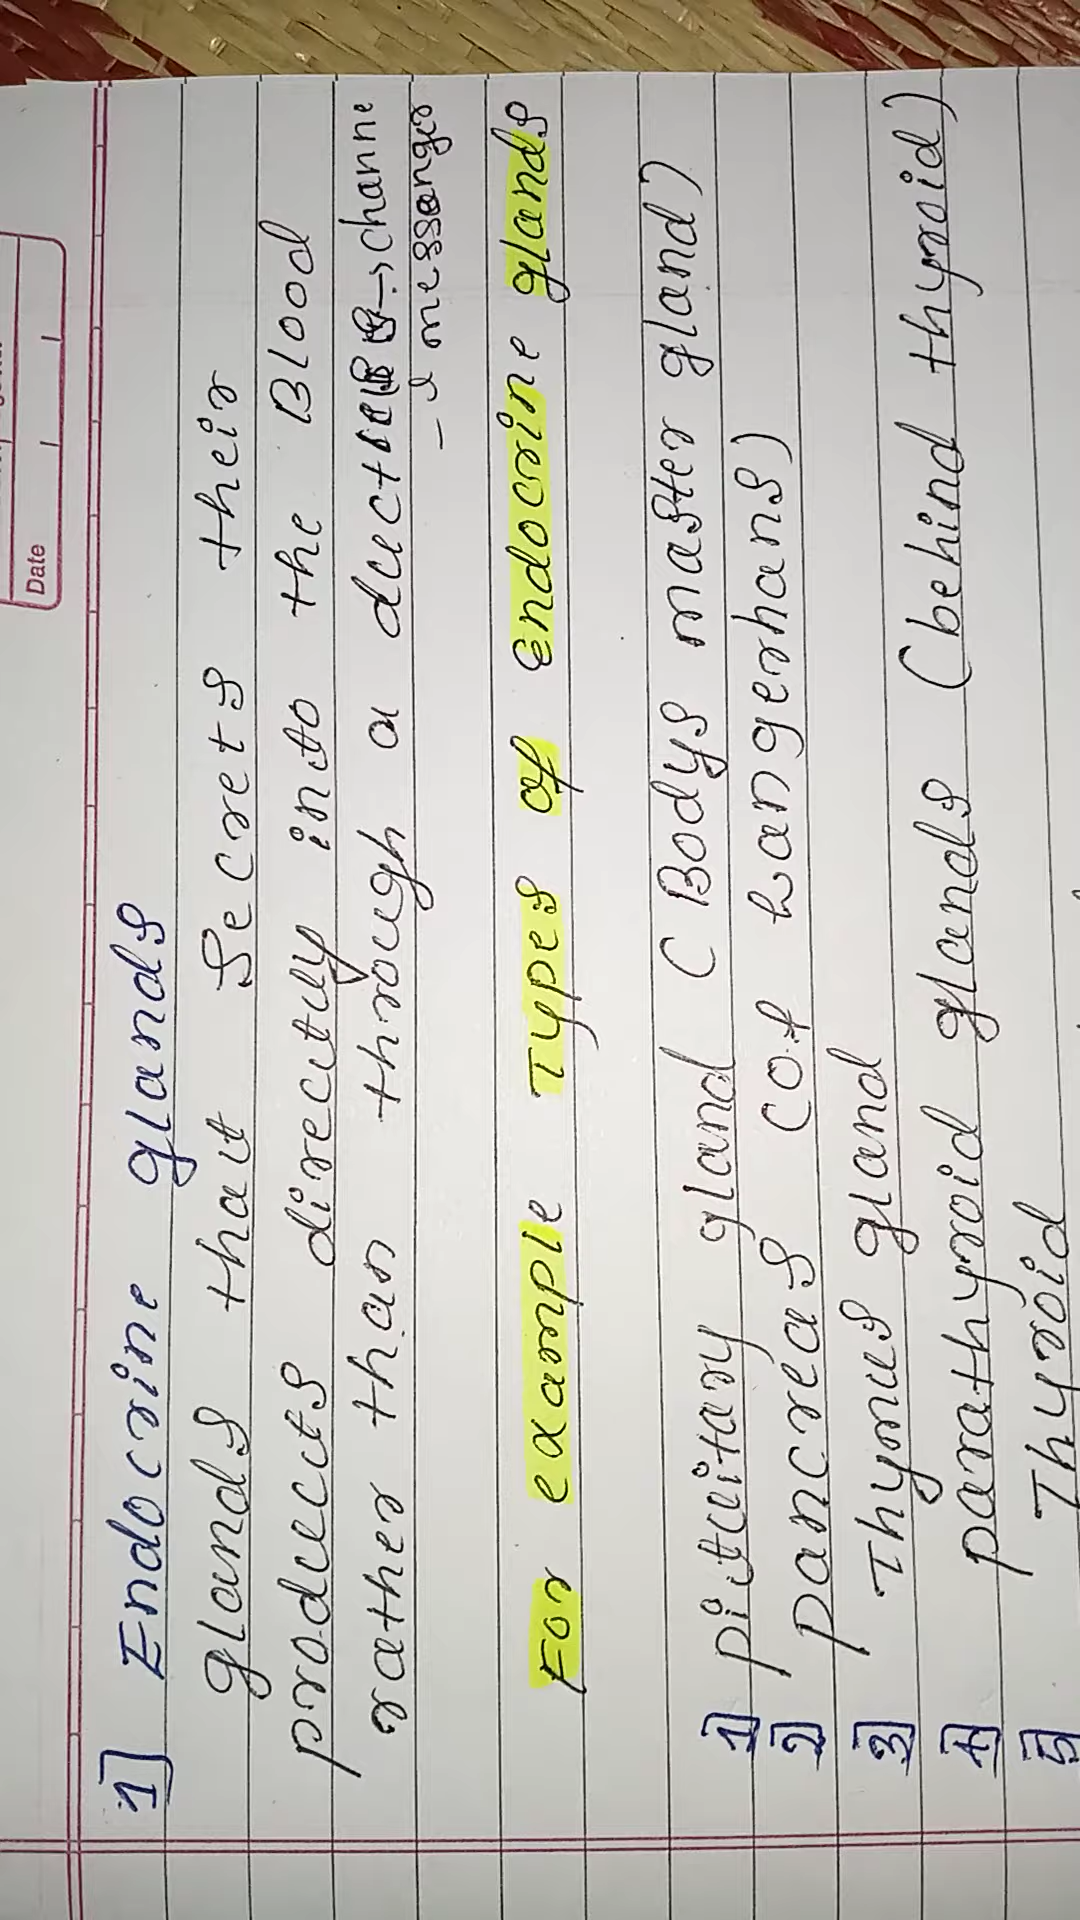 Date
1] Endocrine glands
glands that Secrets their
products directly into the Blood
rather than through a duct → channe
-l messanger
For example Types of Endocrine glands
1] pituitary gland ( Bodys master gland)
2] pancreas (of Langerhans)
3] Thymus gland
4] parathyroid glands (behind thyroid)
5] Thyroid